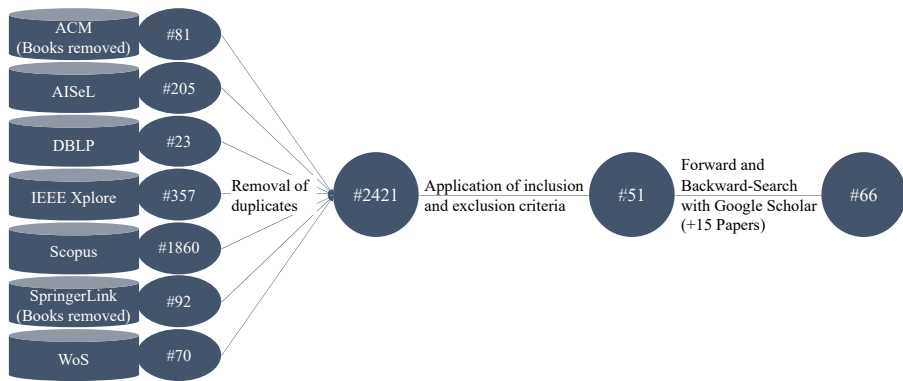 ACM
(Books removed)
#81
AISeL
#205
DBLP
#23
IEEE Xplore
#357
Scopus
#1860
SpringerLink
(Books removed)
#92
WoS
#70
Removal of
duplicates
#2421
Application of inclusion
and exclusion criteria
#51
Forward and
Backward-Search
with Google Scholar
(+15 Papers)
#66